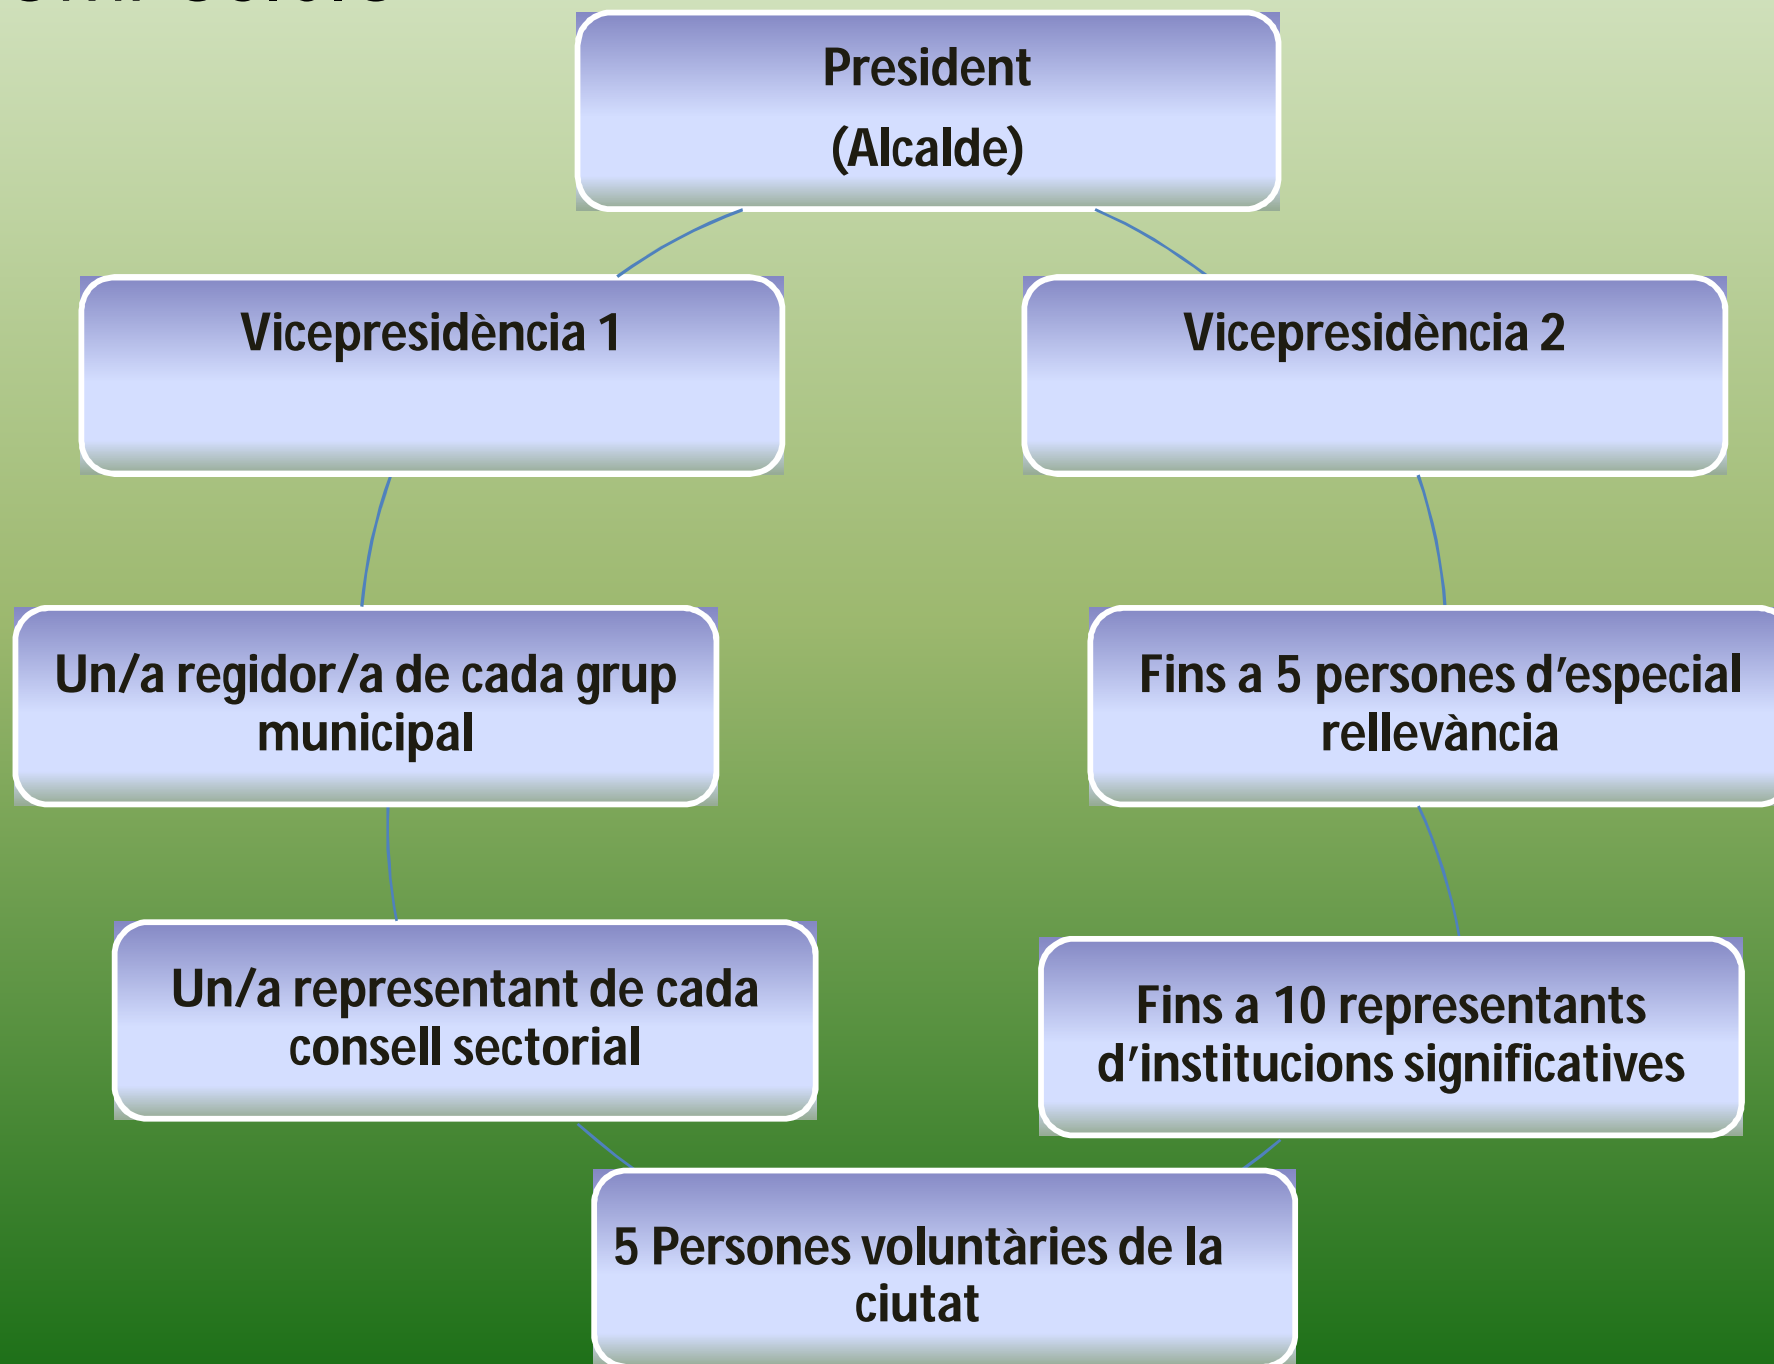 President
(Alcalde)
Vicepresidència 1
Vicepresidència 2
Un/a regidor/a de cada grup
municipal
Fins a 5 persones d’especial
rellevància
Un/a representant de cada
consell sectorial
Fins a 10 representants
d’institucions significatives
5 Persones voluntàries de la
ciutat